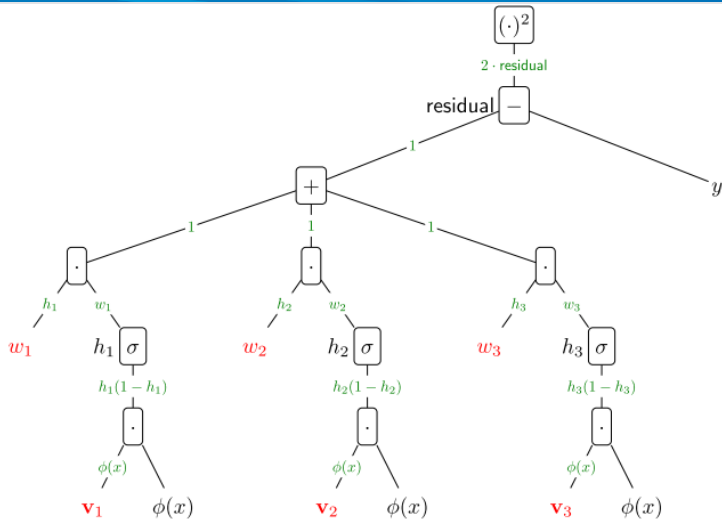 (·)²
2 · residual
residual −
1
y
+
1 1 1
· · ·
h₁ w₁ h₂ w₂ h₃ w₃
w₁ h₁ σ w₂ h₂ σ w₃ h₃ σ
h₁(1 − h₁) h₂(1 − h₂) h₃(1 − h₃)
· · ·
ϕ(x) ϕ(x) ϕ(x)
v₁ ϕ(x) v₂ ϕ(x) v₃ ϕ(x)